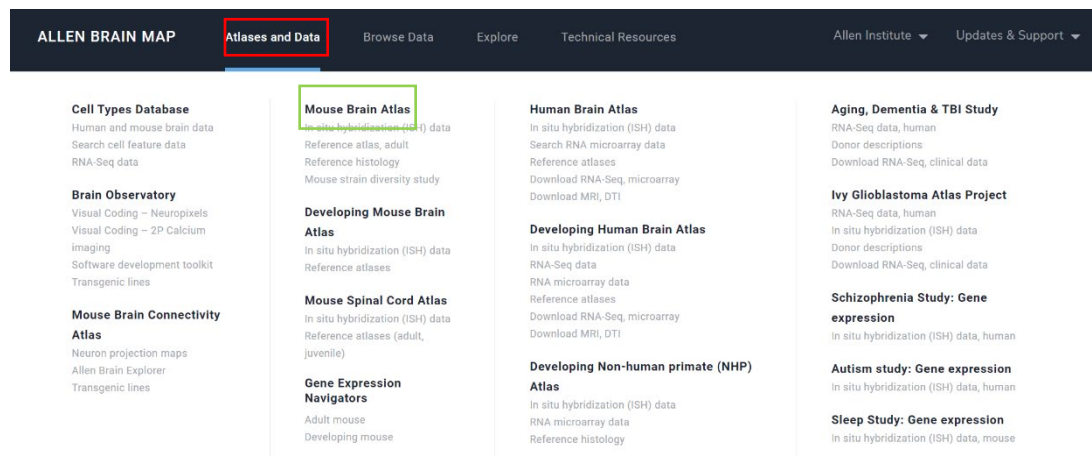 ALLEN BRAIN MAP
Atlases and Data
Browse Data
Explore
Technical Resources
Allen Institute
Updates & Support
Cell Types Database
Human and mouse brain data
Search cell feature data
RNA-Seq data
Brain Observatory
Visual Coding – Neuropixels
Visual Coding – 2P Calcium
imaging
Software development toolkit
Transgenic lines
Mouse Brain Connectivity
Atlas
Neuron projection maps
Allen Brain Explorer
Transgenic lines
Mouse Brain Atlas
In situ hybridization (ISH) data
Reference atlas, adult
Reference histology
Mouse strain diversity study
Developing Mouse Brain
Atlas
In situ hybridization (ISH) data
Reference atlases
Mouse Spinal Cord Atlas
In situ hybridization (ISH) data
Reference atlases (adult,
juvenile)
Gene Expression
Navigators
Adult mouse
Developing mouse
Human Brain Atlas
In situ hybridization (ISH) data
Search RNA microarray data
Reference atlases
Download RNA-Seq, microarray
Download MRI, DTI
Developing Human Brain Atlas
In situ hybridization (ISH) data
RNA-Seq data
RNA microarray data
Reference atlases
Download RNA-Seq, microarray
Download MRI, DTI
Developing Non-human primate (NHP)
Atlas
In situ hybridization (ISH) data
RNA microarray data
Reference histology
Aging, Dementia & TBI Study
RNA-Seq data, human
Donor descriptions
Download RNA-Seq, clinical data
Ivy Glioblastoma Atlas Project
RNA-Seq data, human
In situ hybridization (ISH) data
Donor descriptions
Download RNA-Seq, clinical data
Schizophrenia Study: Gene
expression
In situ hybridization (ISH) data, human
Autism study: Gene expression
In situ hybridization (ISH) data, human
Sleep Study: Gene expression
In situ hybridization (ISH) data, mouse